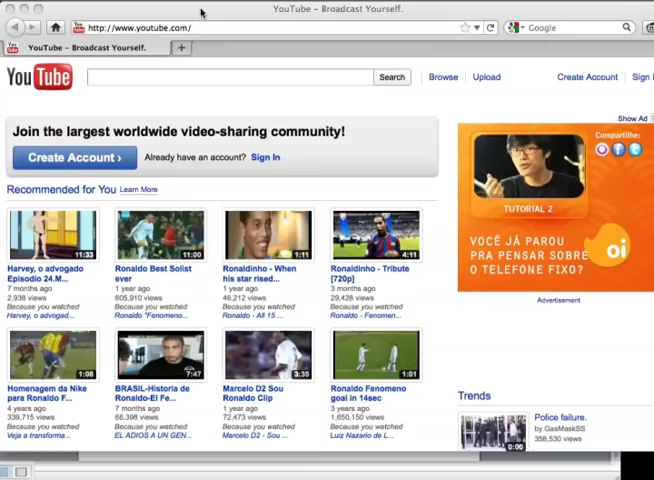 YouTube - Broadcast Yourself.
http://www.youtube.com/
Google
YouTube - Broadcast Yourself.
YouTube
Search
Browse
Upload
Create Account
Sign
Show Ad
Join the largest worldwide video-sharing community!
Create Account ›
Already have an account? Sign In
Recommended for You Learn More
11:33
Harvey, o advogado
Episodio 24.M...
7 months ago
2,938 views
Because you watched
Harvey, o advogad...
11:00
Ronaldo Best Solist
ever
1 year ago
605,910 views
Because you watched
Ronaldo "Fenomeno...
1:11
Ronaldinho - When
his star rised...
1 year ago
46,212 views
Because you watched
Ronaldo - All 15 ...
4:11
Ronaldinho - Tribute
[720p]
3 months ago
29,428 views
Because you watched
Ronaldo - Fenomen...
1:08
Homenagem da Nike
para Ronaldo F...
4 years ago
339,715 views
Because you watched
Veja a transforma...
7:47
BRASIL-Historia de
Ronaldo-El Fe...
7 months ago
66,398 views
Because you watched
EL ADIOS A UN GEN...
3:35
Marcelo D2 Sou
Ronaldo Clip
1 year ago
72,473 views
Because you watched
Marcelo D2 - Sou ...
1:01
Ronaldo Fenomeno
goal in 14sec
3 years ago
1,650,150 views
Because you watched
Luiz Nazario de L...
Compartilhe:
TUTORIAL 2
VOCÊ JÁ PAROU
PRA PENSAR SOBRE
O TELEFONE FIXO?
oi
Advertisement
Trends
0:06
Police failure.
by GasMaskSS
358,530 views